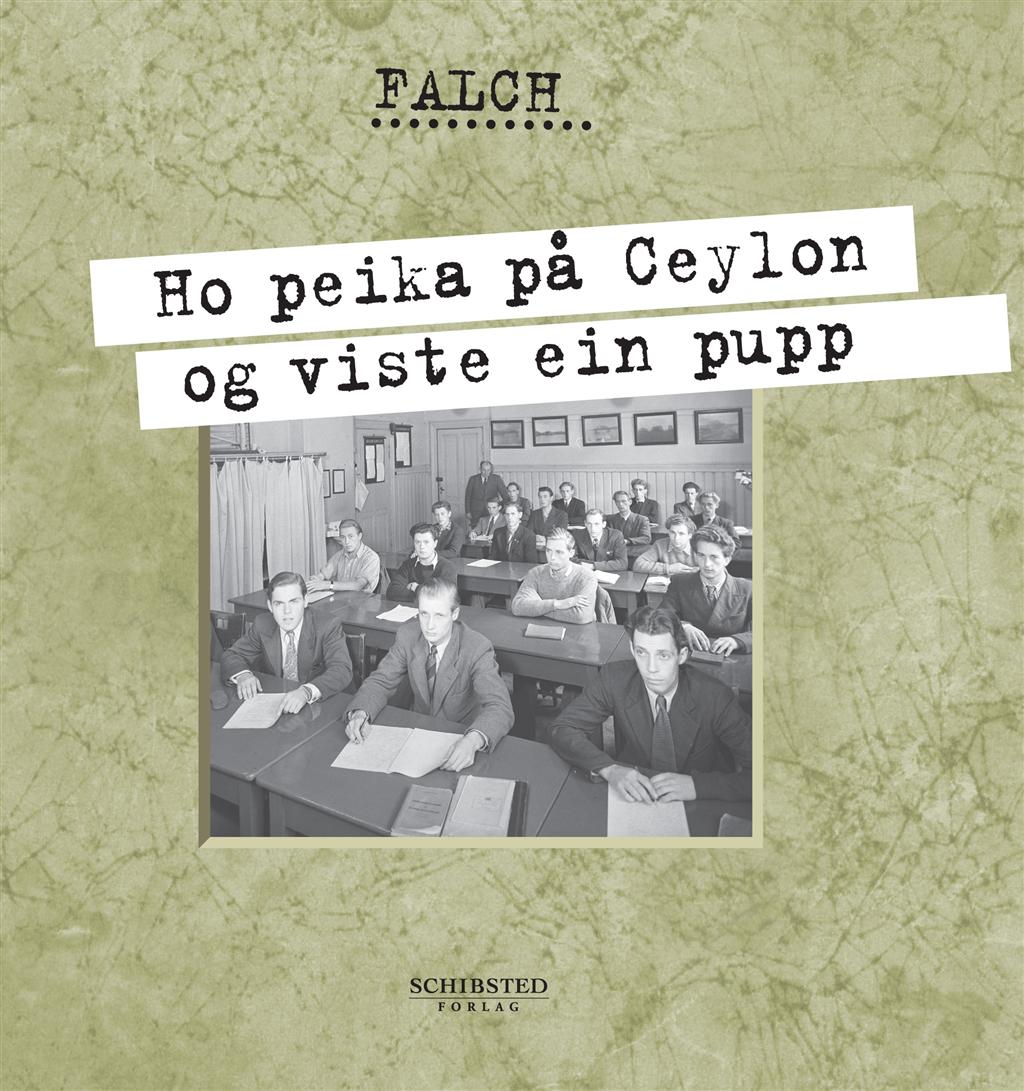 FALCH
Ho peika på Ceylon
og viste ein pupp
SCHIBSTED
FORLAG